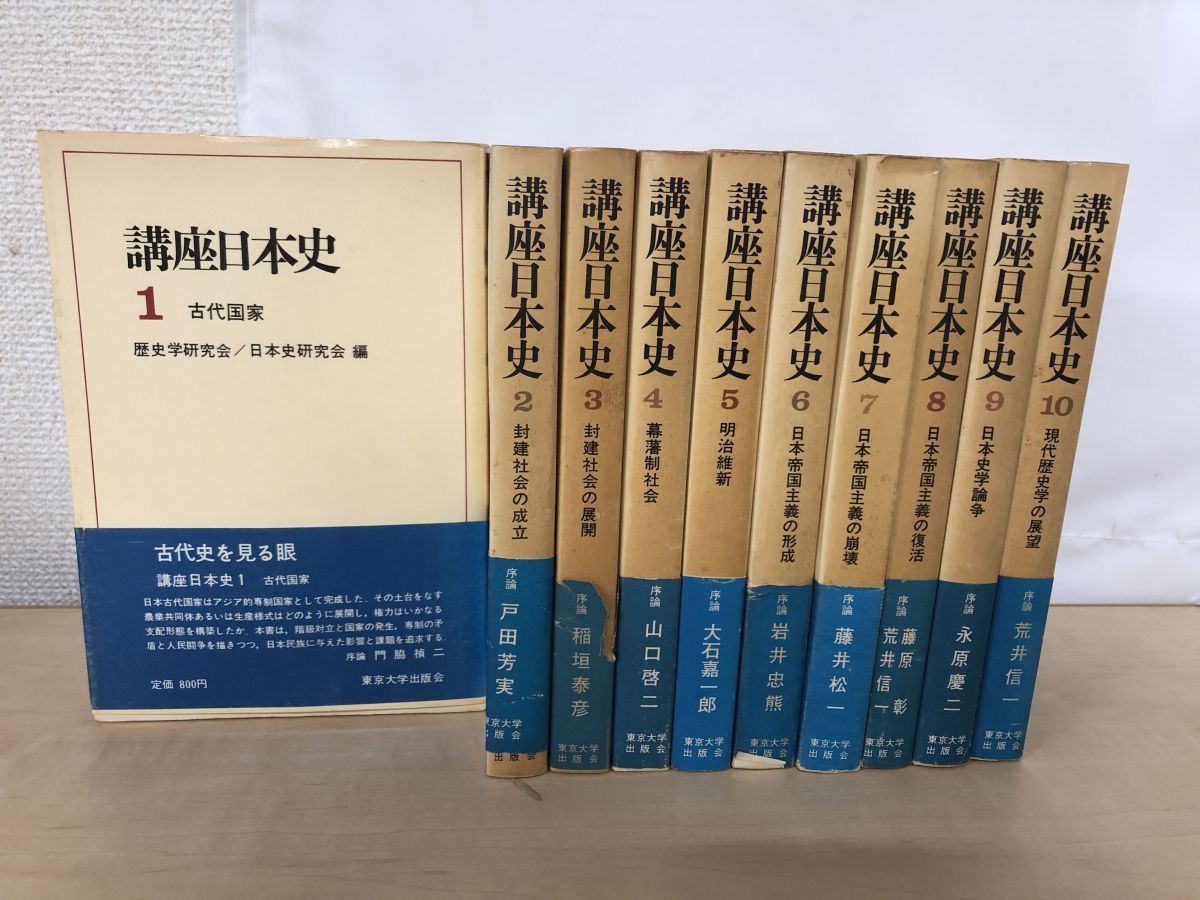 講座日本史
1 古代国家
歴史学研究会/日本史研究会 編
古代史を見る眼
講座日本史1 古代国家
日本古代国家はアジア的専制国家として完成した．その土台をなす
農業共同体あるいは生産様式はどのように展開し，権力はいかなる
支配形態を構築したか．本書は，階級対立と国家の発生，専制の矛
盾と人民闘争を描きつつ，日本民族に与えた影響と課題を追求する．
序論 門脇禎二
定価 800円
東京大学出版会
講座日本史
2
封建社会の成立
序論
戸田芳実
東京大学
出版会
出版会
講座日本史
3
封建社会の展開
序論
稲垣泰彦
東京大学
出版会
講座日本史
4
幕藩制社会
序論
山口啓二
東京大学
出版会
講座日本史
5
明治維新
序論
大石嘉一郎
東京大学
出版会
講座日本史
6
日本帝国主義の形成
序論
岩井忠熊
東京大学
出版会
講座日本史
7
日本帝国主義の崩壊
序論
藤井松一
東京大学
出版会
講座日本史
8
日本帝国主義の復活
序論
藤原 彰
荒井信一
東京大学
出版会
講座日本史
9
日本史学論争
序論
永原慶二
東京大学
出版会
講座日本史
10
現代歴史学の展望
序論
荒井信一
東京大学
出版会